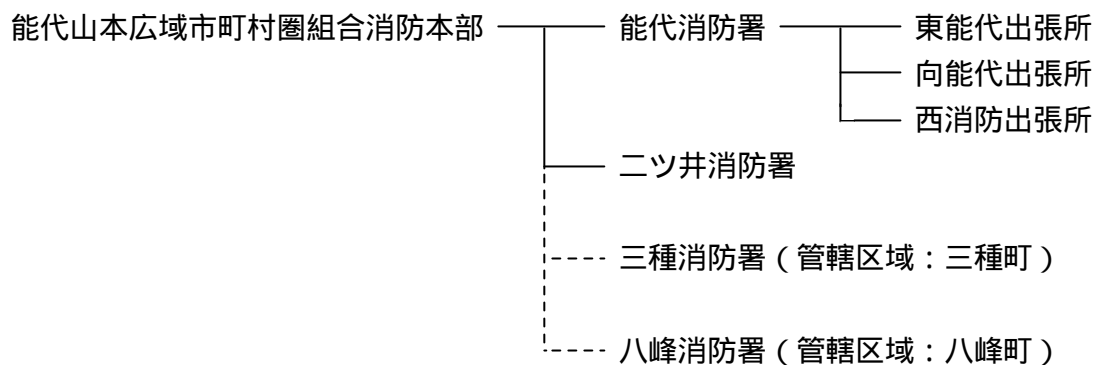 能代山本広域市町村圏組合消防本部 能代消防署 東能代出張所
向能代出張所
西消防出張所
二ツ井消防署
三種消防署(管轄区域:三種町)
八峰消防署(管轄区域:八峰町)